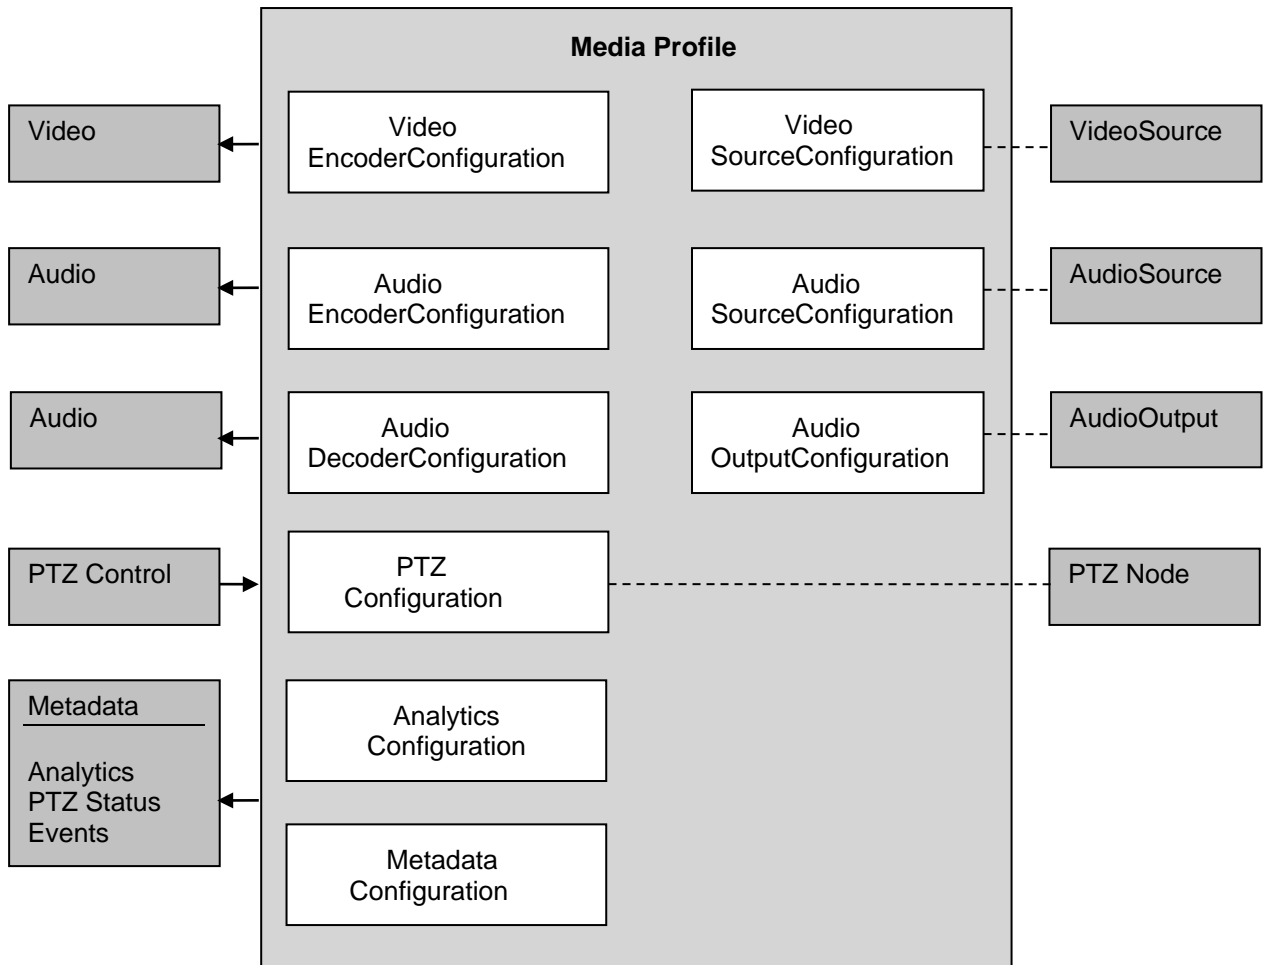 Media Profile
Video
Video
EncoderConfiguration
Video
SourceConfiguration
VideoSource
Audio
Audio
EncoderConfiguration
Audio
SourceConfiguration
AudioSource
Audio
Audio
DecoderConfiguration
Audio
OutputConfiguration
AudioOutput
PTZ Control
PTZ
Configuration
PTZ Node
Metadata
Analytics
PTZ Status
Events
Analytics
Configuration
Metadata
Configuration